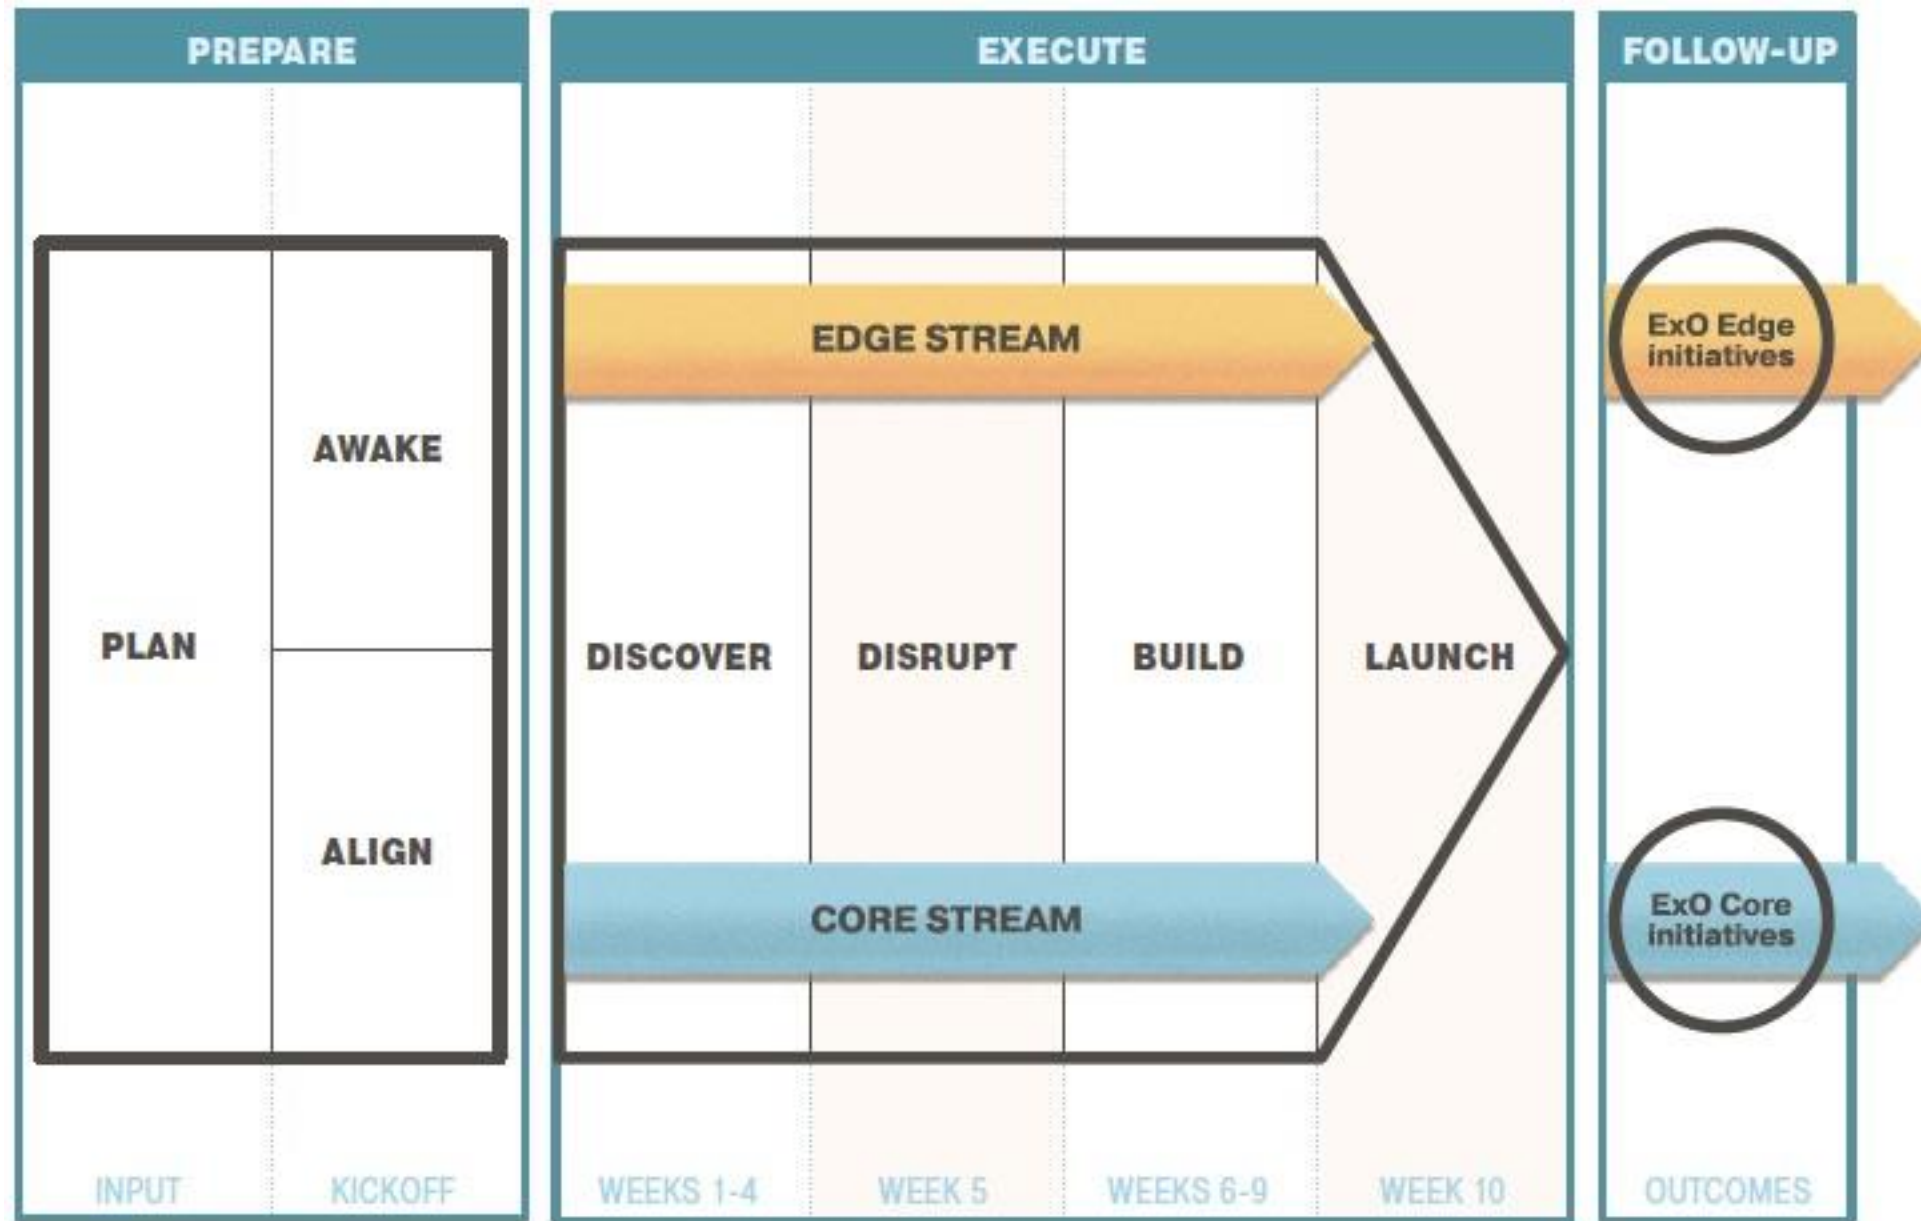 PREPARE
EXECUTE
FOLLOW-UP
EDGE STREAM
ExO Edge
initiatives
AWAKE
PLAN
DISCOVER
DISRUPT
BUILD
LAUNCH
ALIGN
CORE STREAM
ExO Core
initiatives
INPUT
KICKOFF
WEEKS 1-4
WEEK 5
WEEKS 6-9
WEEK 10
OUTCOMES